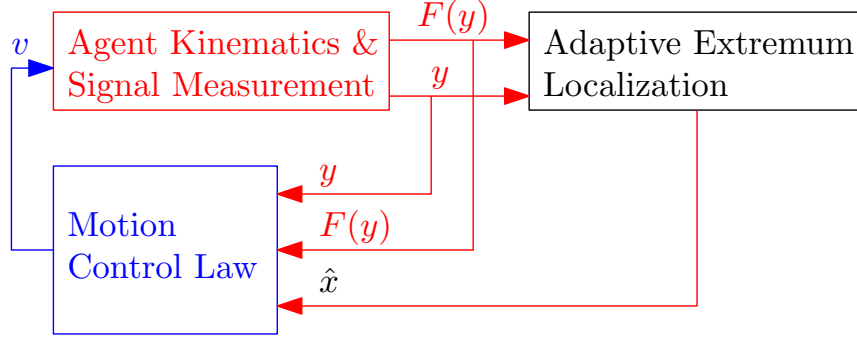 F(y)
v
Agent Kinematics &
Signal Measurement
y
Adaptive Extremum
Localization
y
Motion
Control Law
F(y)
x̂